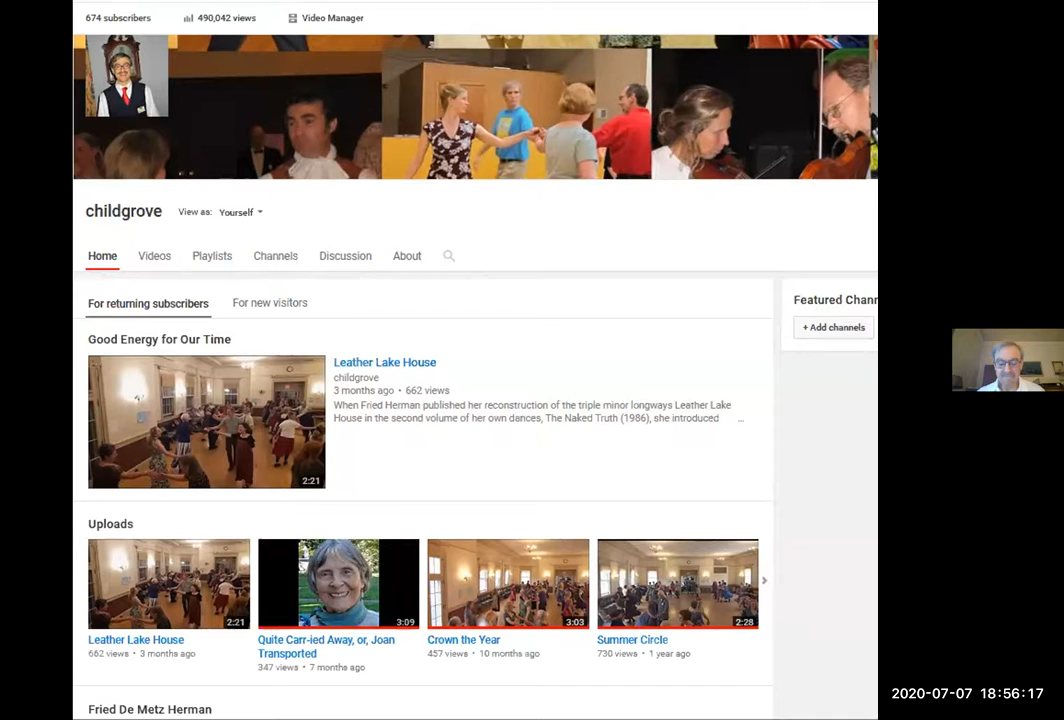 674 subscribers 490,042 views Video Manager
childgrove View as: Yourself
Home Videos Playlists Channels Discussion About
For returning subscribers For new visitors
Featured Chann
+ Add channels
Good Energy for Our Time
Leather Lake House
childgrove
3 months ago • 662 views
When Fried Herman published her reconstruction of the triple minor longways Leather Lake
House in the second volume of her own dances, The Naked Truth (1986), she introduced ...
2:21
Uploads
2:21
3:09
3:03
2:28
Leather Lake House
662 views • 3 months ago
Quite Carr-ied Away, or, Joan
Transported
347 views • 7 months ago
Crown the Year
457 views • 10 months ago
Summer Circle
730 views • 1 year ago
Fried De Metz Herman
2020-07-07 18:56:17